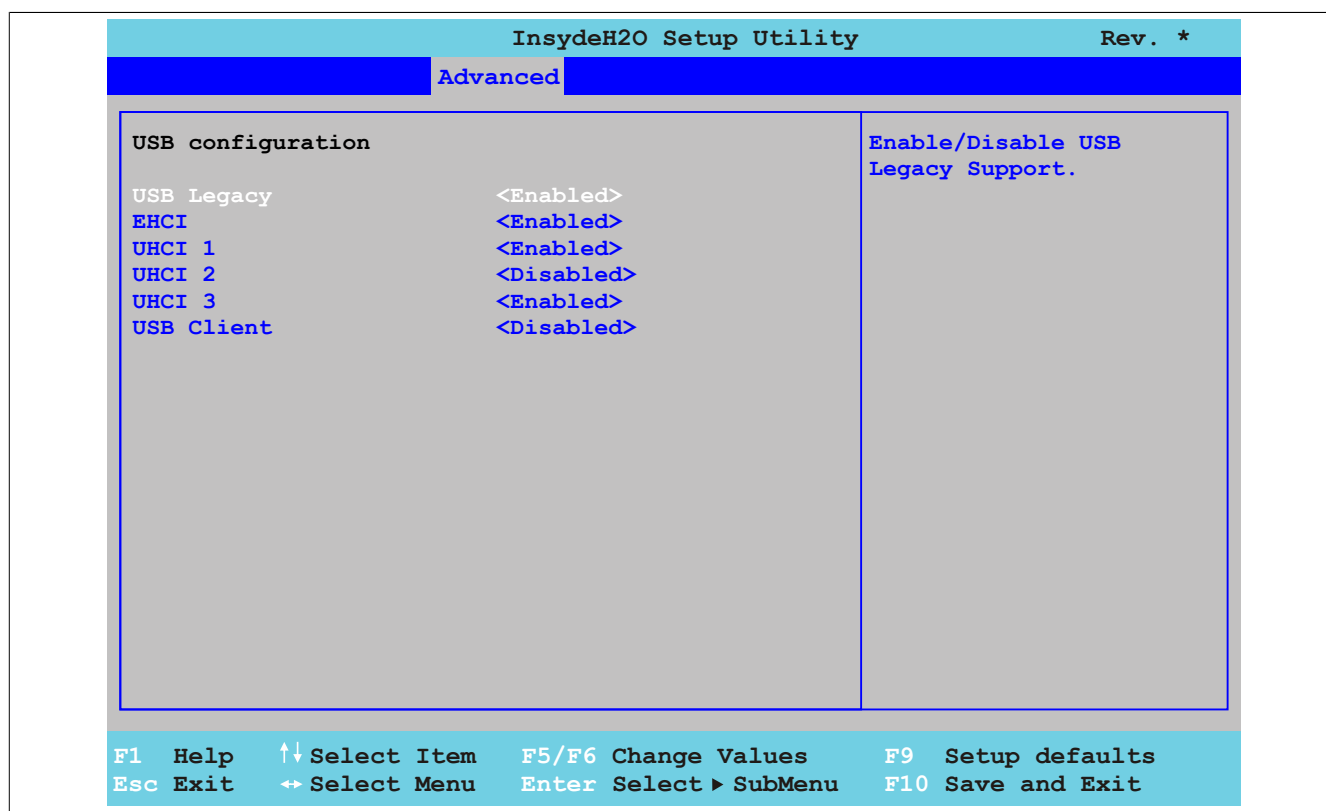 InsydeH2O Setup Utility Rev. *
Advanced
USB configuration
Enable/Disable USB
Legacy Support.
USB Legacy <Enabled>
EHCI <Enabled>
UHCI 1 <Enabled>
UHCI 2 <Disabled>
UHCI 3 <Enabled>
USB Client <Disabled>
F1 Help ↑↓ Select Item F5/F6 Change Values F9 Setup defaults
Esc Exit ↔ Select Menu Enter Select ▶ SubMenu F10 Save and Exit